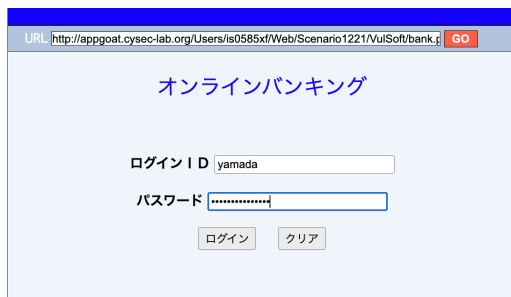 URL http://appgoat.cysec-lab.org/Users/is0585xf/Web/Scenario1221/VulSoft/bank.p GO
オンラインバンキング
ログインＩＤ yamada
パスワード •••••••••••••••
ログイン クリア